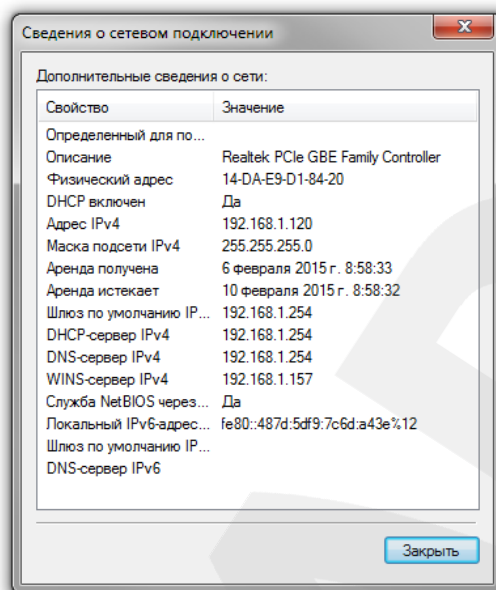 Сведения о сетевом подключении
Дополнительные сведения о сети:
Свойство Значение
Определенный для по...
Описание Realtek PCIe GBE Family Controller
Физический адрес 14-DA-E9-D1-84-20
DHCP включен Да
Адрес IPv4 192.168.1.120
Маска подсети IPv4 255.255.255.0
Аренда получена 6 февраля 2015 г. 8:58:33
Аренда истекает 10 февраля 2015 г. 8:58:32
Шлюз по умолчанию IP... 192.168.1.254
DHCP-сервер IPv4 192.168.1.254
DNS-сервер IPv4 192.168.1.254
WINS-сервер IPv4 192.168.1.157
Служба NetBIOS через... Да
Локальный IPv6-адрес... fe80::487d:5df9:7c6d:a43e%12
Шлюз по умолчанию IP...
DNS-сервер IPv6
Закрыть